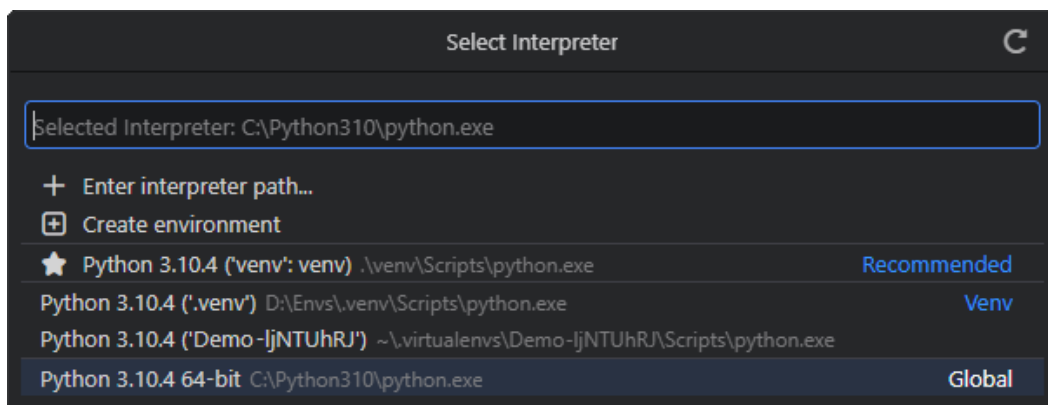 Select Interpreter
Selected Interpreter: C:\Python310\python.exe
Enter interpreter path...
Create environment
Python 3.10.4 ('venv': venv) .\venv\Scripts\python.exe Recommended
Python 3.10.4 ('.venv') D:\Envs\.venv\Scripts\python.exe Venv
Python 3.10.4 ('Demo-ljNTUhRJ') ~\.virtualenvs\Demo-ljNTUhRJ\Scripts\python.exe
Python 3.10.4 64-bit C:\Python310\python.exe Global